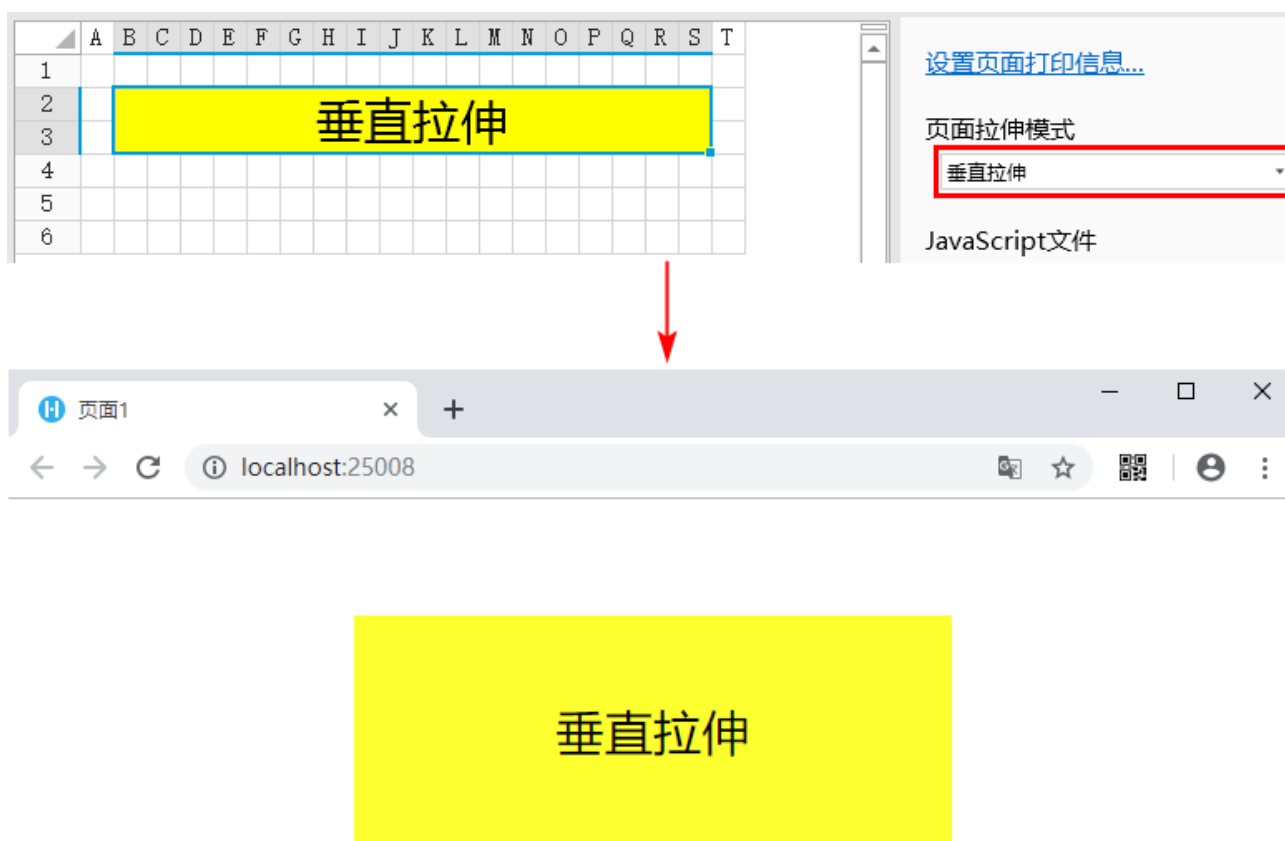 A B C D E F G H I J K L M N O P Q R S T
1
2
3
4
5
6
垂直拉伸
设置页面打印信息...
页面拉伸模式
垂直拉伸
JavaScript文件
页面1
localhost:25008
垂直拉伸